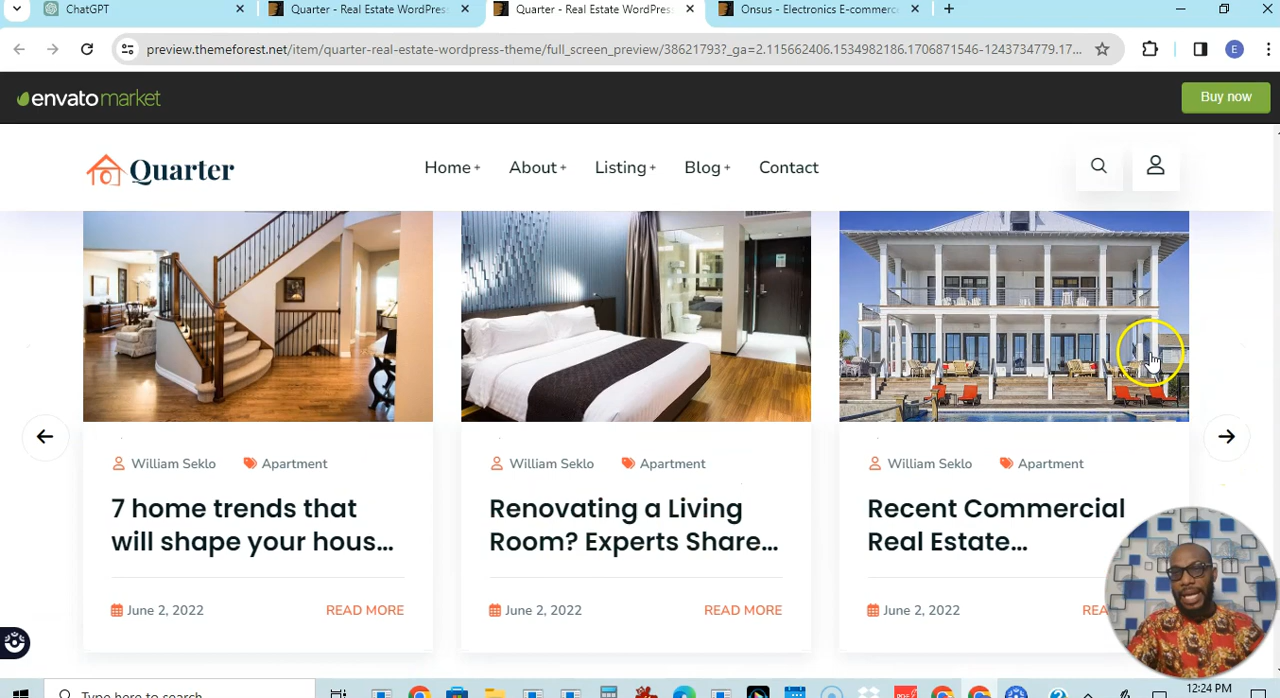 ChatGPT
Quarter - Real Estate WordPres
Quarter - Real Estate WordPres
Onsus - Electronics E-commerc
preview.themeforest.net/item/quarter-real-estate-wordpress-theme/full_screen_preview/38621793?_ga=2.115662406.1534982186.1706871546-1243734779.17...
E
envatomarket
Buy now
Quarter
Home +
About +
Listing +
Blog +
Contact
William Seklo
Apartment
William Seklo
Apartment
William Seklo
Apartment
7 home trends that
will shape your hous...
Renovating a Living
Room? Experts Share...
Recent Commercial
Real Estate...
June 2, 2022
READ MORE
June 2, 2022
READ MORE
June 2, 2022
REA
Type here to search
12:24 PM